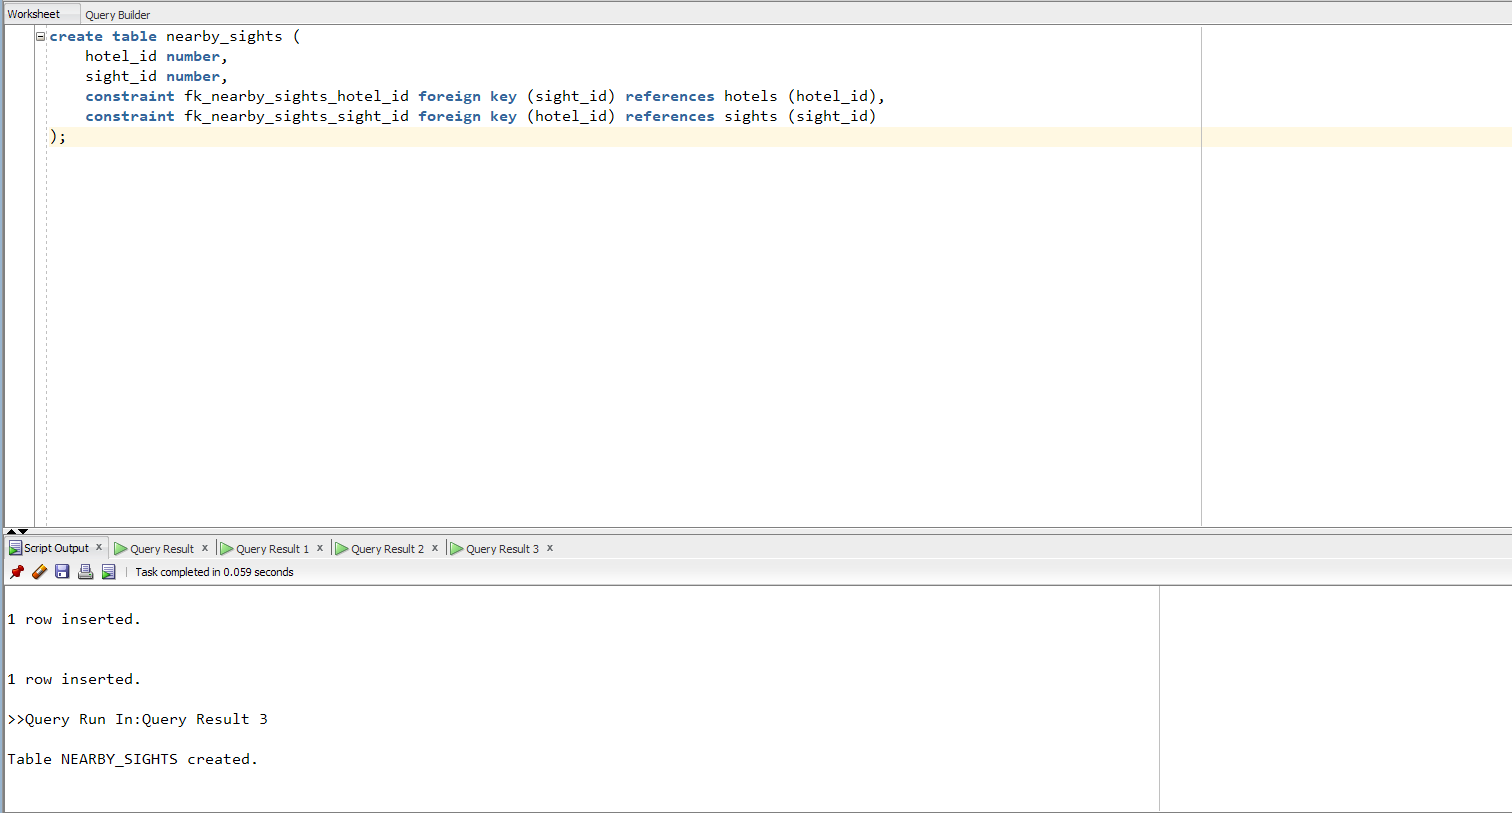 Worksheet Query Builder
create table nearby_sights (
hotel_id number,
sight_id number,
constraint fk_nearby_sights_hotel_id foreign key (sight_id) references hotels (hotel_id),
constraint fk_nearby_sights_sight_id foreign key (hotel_id) references sights (sight_id)
);
Script Output x Query Result x Query Result 1 x Query Result 2 x Query Result 3 x
Task completed in 0.059 seconds
1 row inserted.
1 row inserted.
>>Query Run In:Query Result 3
Table NEARBY_SIGHTS created.